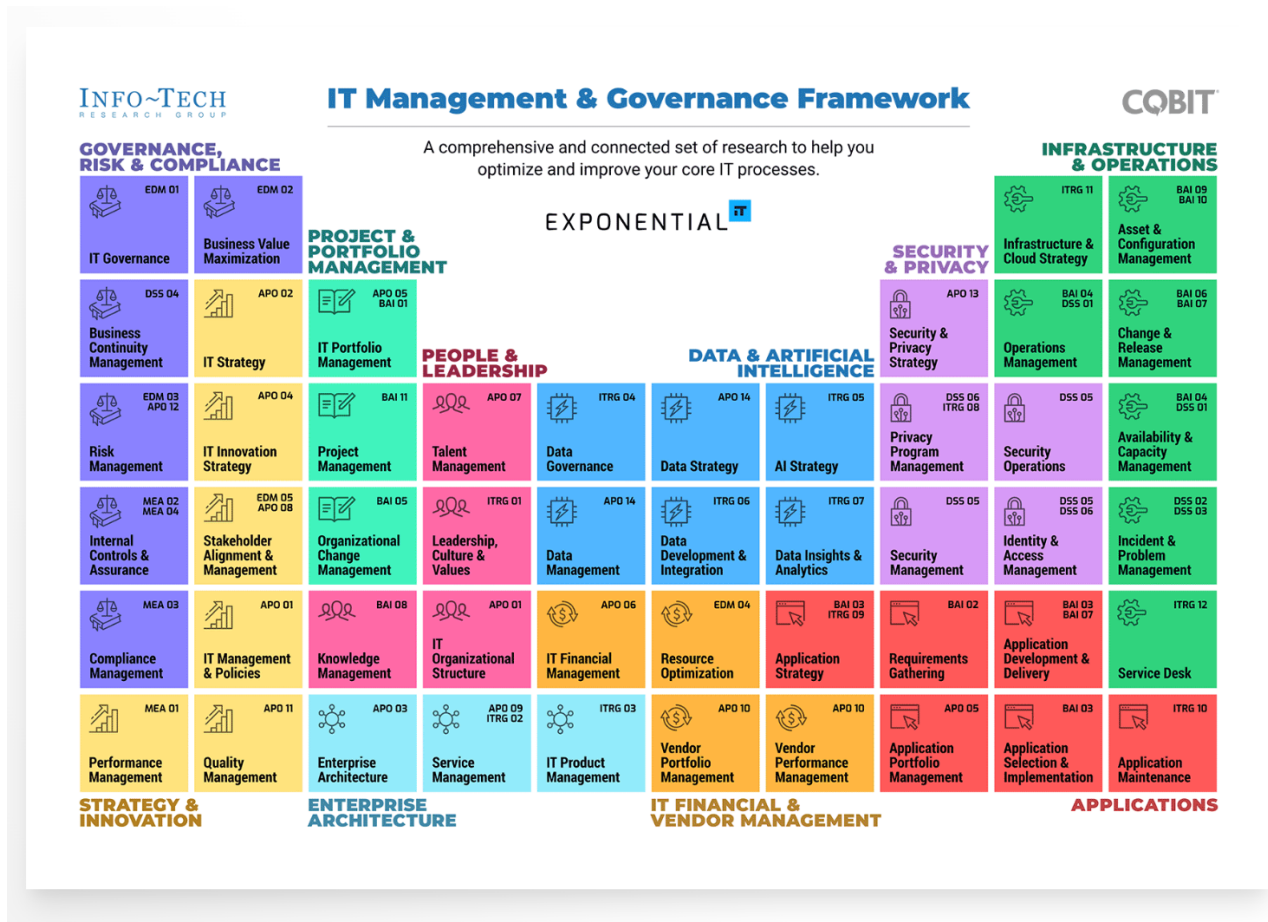 INFO~TECH
RESEARCH GROUP
IT Management & Governance Framework
COBIT®
A comprehensive and connected set of research to help you
optimize and improve your core IT processes.
EXPONENTIAL IT
GOVERNANCE,
RISK & COMPLIANCE
EDM 01
IT Governance
EDM 02
Business Value
Maximization
DSS 04
Business
Continuity
Management
EDM 03
APO 12
Risk
Management
MEA 02
MEA 04
Internal
Controls &
Assurance
MEA 03
Compliance
Management
APO 02
IT Strategy
APO 04
IT Innovation
Strategy
EDM 05
APO 08
Stakeholder
Alignment &
Management
APO 01
IT Management
& Policies
MEA 01
Performance
Management
APO 11
Quality
Management
STRATEGY &
INNOVATION
PROJECT &
PORTFOLIO
MANAGEMENT
APO 05
BAI 01
IT Portfolio
Management
BAI 11
Project
Management
BAI 05
Organizational
Change
Management
PEOPLE &
LEADERSHIP
APO 07
Talent
Management
ITRG 01
Leadership,
Culture &
Values
BAI 08
Knowledge
Management
APO 01
IT
Organizational
Structure
APO 03
Enterprise
Architecture
APO 09
ITRG 02
Service
Management
ITRG 03
IT Product
Management
ENTERPRISE
ARCHITECTURE
DATA & ARTIFICIAL
INTELLIGENCE
ITRG 04
Data
Governance
APO 14
Data Strategy
ITRG 05
AI Strategy
APO 14
Data
Management
ITRG 06
Data
Development &
Integration
ITRG 07
Data Insights &
Analytics
APO 06
IT Financial
Management
EDM 04
Resource
Optimization
APO 10
Vendor
Portfolio
Management
APO 10
Vendor
Performance
Management
IT FINANCIAL &
VENDOR MANAGEMENT
SECURITY
& PRIVACY
APO 13
Security &
Privacy
Strategy
DSS 06
ITRG 08
Privacy
Program
Management
DSS 05
Security
Operations
DSS 05
Security
Management
DSS 05
DSS 06
Identity &
Access
Management
INFRASTRUCTURE
& OPERATIONS
ITRG 11
Infrastructure &
Cloud Strategy
BAI 09
BAI 10
Asset &
Configuration
Management
BAI 04
DSS 01
Operations
Management
BAI 06
BAI 07
Change &
Release
Management
BAI 04
DSS 01
Availability &
Capacity
Management
DSS 02
DSS 03
Incident &
Problem
Management
ITRG 12
Service Desk
BAI 03
ITRG 09
Application
Strategy
BAI 02
Requirements
Gathering
BAI 03
BAI 07
Application
Development &
Delivery
APO 05
Application
Portfolio
Management
BAI 03
Application
Selection &
Implementation
ITRG 10
Application
Maintenance
APPLICATIONS